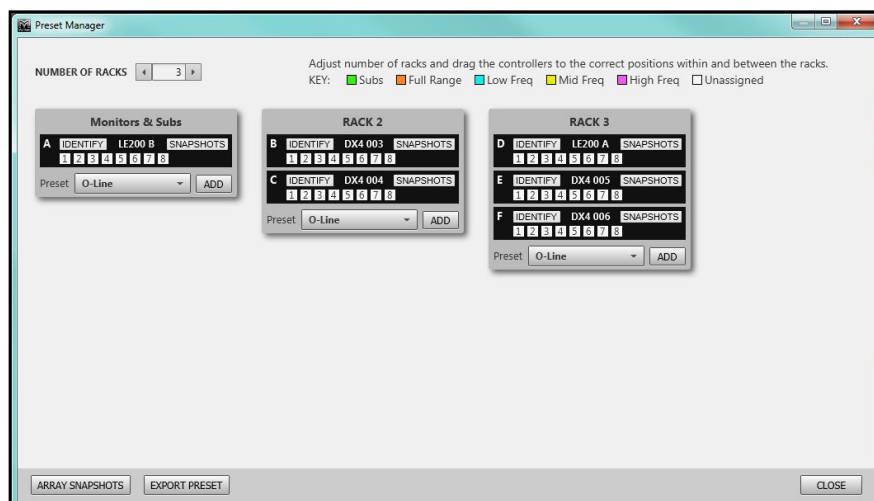 Preset Manager
NUMBER OF RACKS 3
Adjust number of racks and drag the controllers to the correct positions within and between the racks.
KEY: Subs Full Range Low Freq Mid Freq High Freq Unassigned
Monitors & Subs
A IDENTIFY LE200 B SNAPSHOTS
1 2 3 4 5 6 7 8
Preset O-Line ADD
RACK 2
B IDENTIFY DX4 003 SNAPSHOTS
1 2 3 4 5 6 7 8
C IDENTIFY DX4 004 SNAPSHOTS
1 2 3 4 5 6 7 8
Preset O-Line ADD
RACK 3
D IDENTIFY LE200 A SNAPSHOTS
1 2 3 4 5 6 7 8
E IDENTIFY DX4 005 SNAPSHOTS
1 2 3 4 5 6 7 8
F IDENTIFY DX4 006 SNAPSHOTS
1 2 3 4 5 6 7 8
Preset O-Line ADD
ARRAY SNAPSHOTS EXPORT PRESET CLOSE